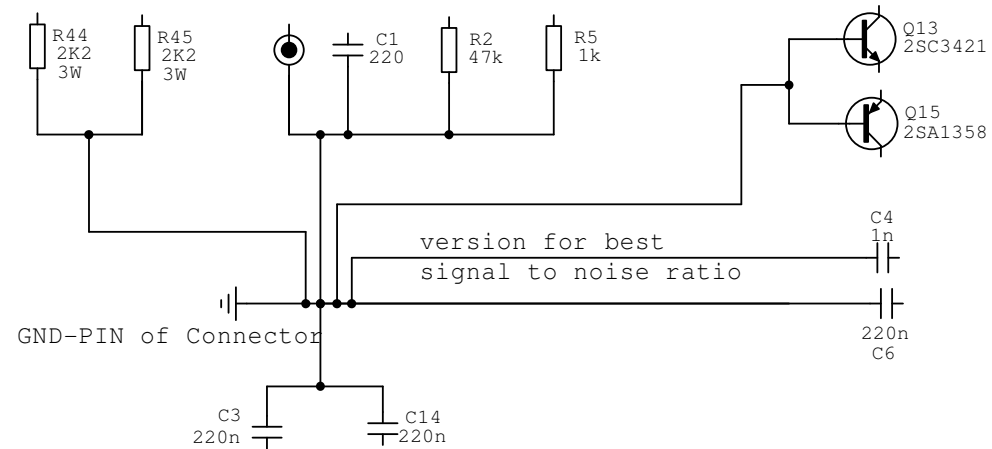 R44
2K2
3W
R45
2K2
3W
C1
220
R2
47k
R5
1k
Q13
2SC3421
Q15
2SA1358
C4
1n
version for best
signal to noise ratio
GND-PIN of Connector
220n
C6
C3
220n
C14
220n